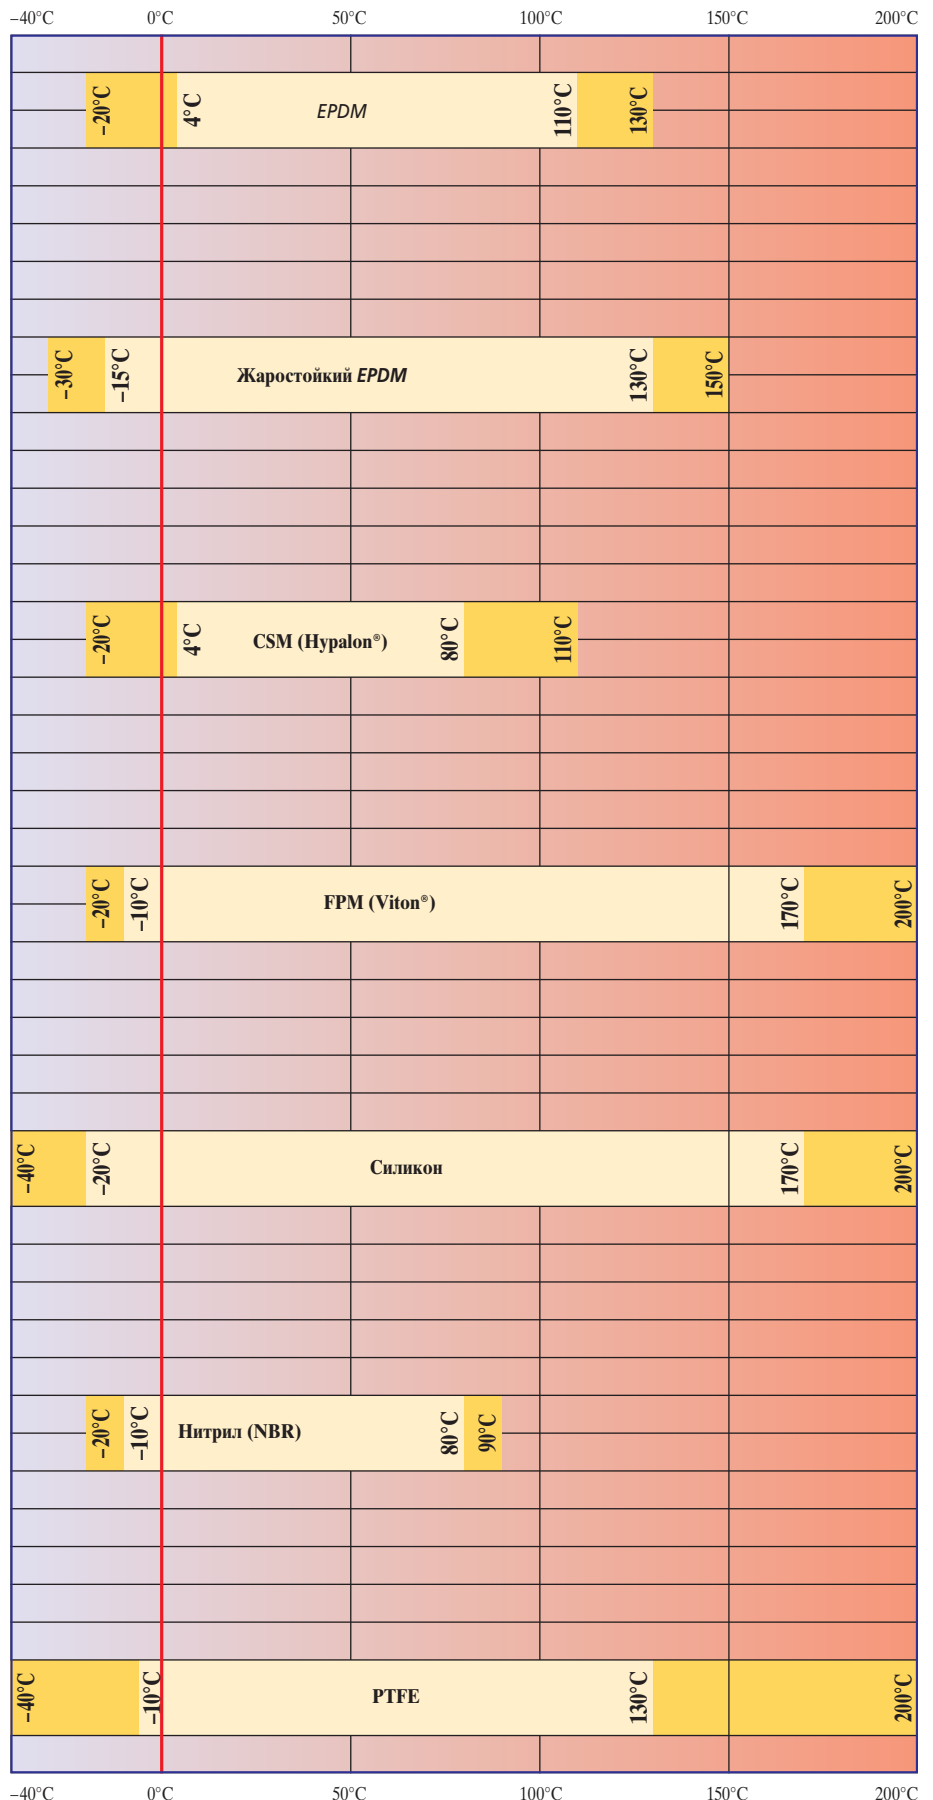 –40°C 0°C 50°C 100°C 150°C 200°C
–20°C 4°C EPDM 110°C 130°C
–30°C –15°C Жаростойкий EPDM 130°C 150°C
–20°C 4°C CSM (Hypalon®) 80°C 110°C
–20°C –10°C FPM (Viton®) 170°C 200°C
–40°C –20°C Силикон 170°C 200°C
–20°C –10°C Нитрил (NBR) 80°C 90°C
–40°C –10°C PTFE 130°C 200°C
–40°C 0°C 50°C 100°C 150°C 200°C